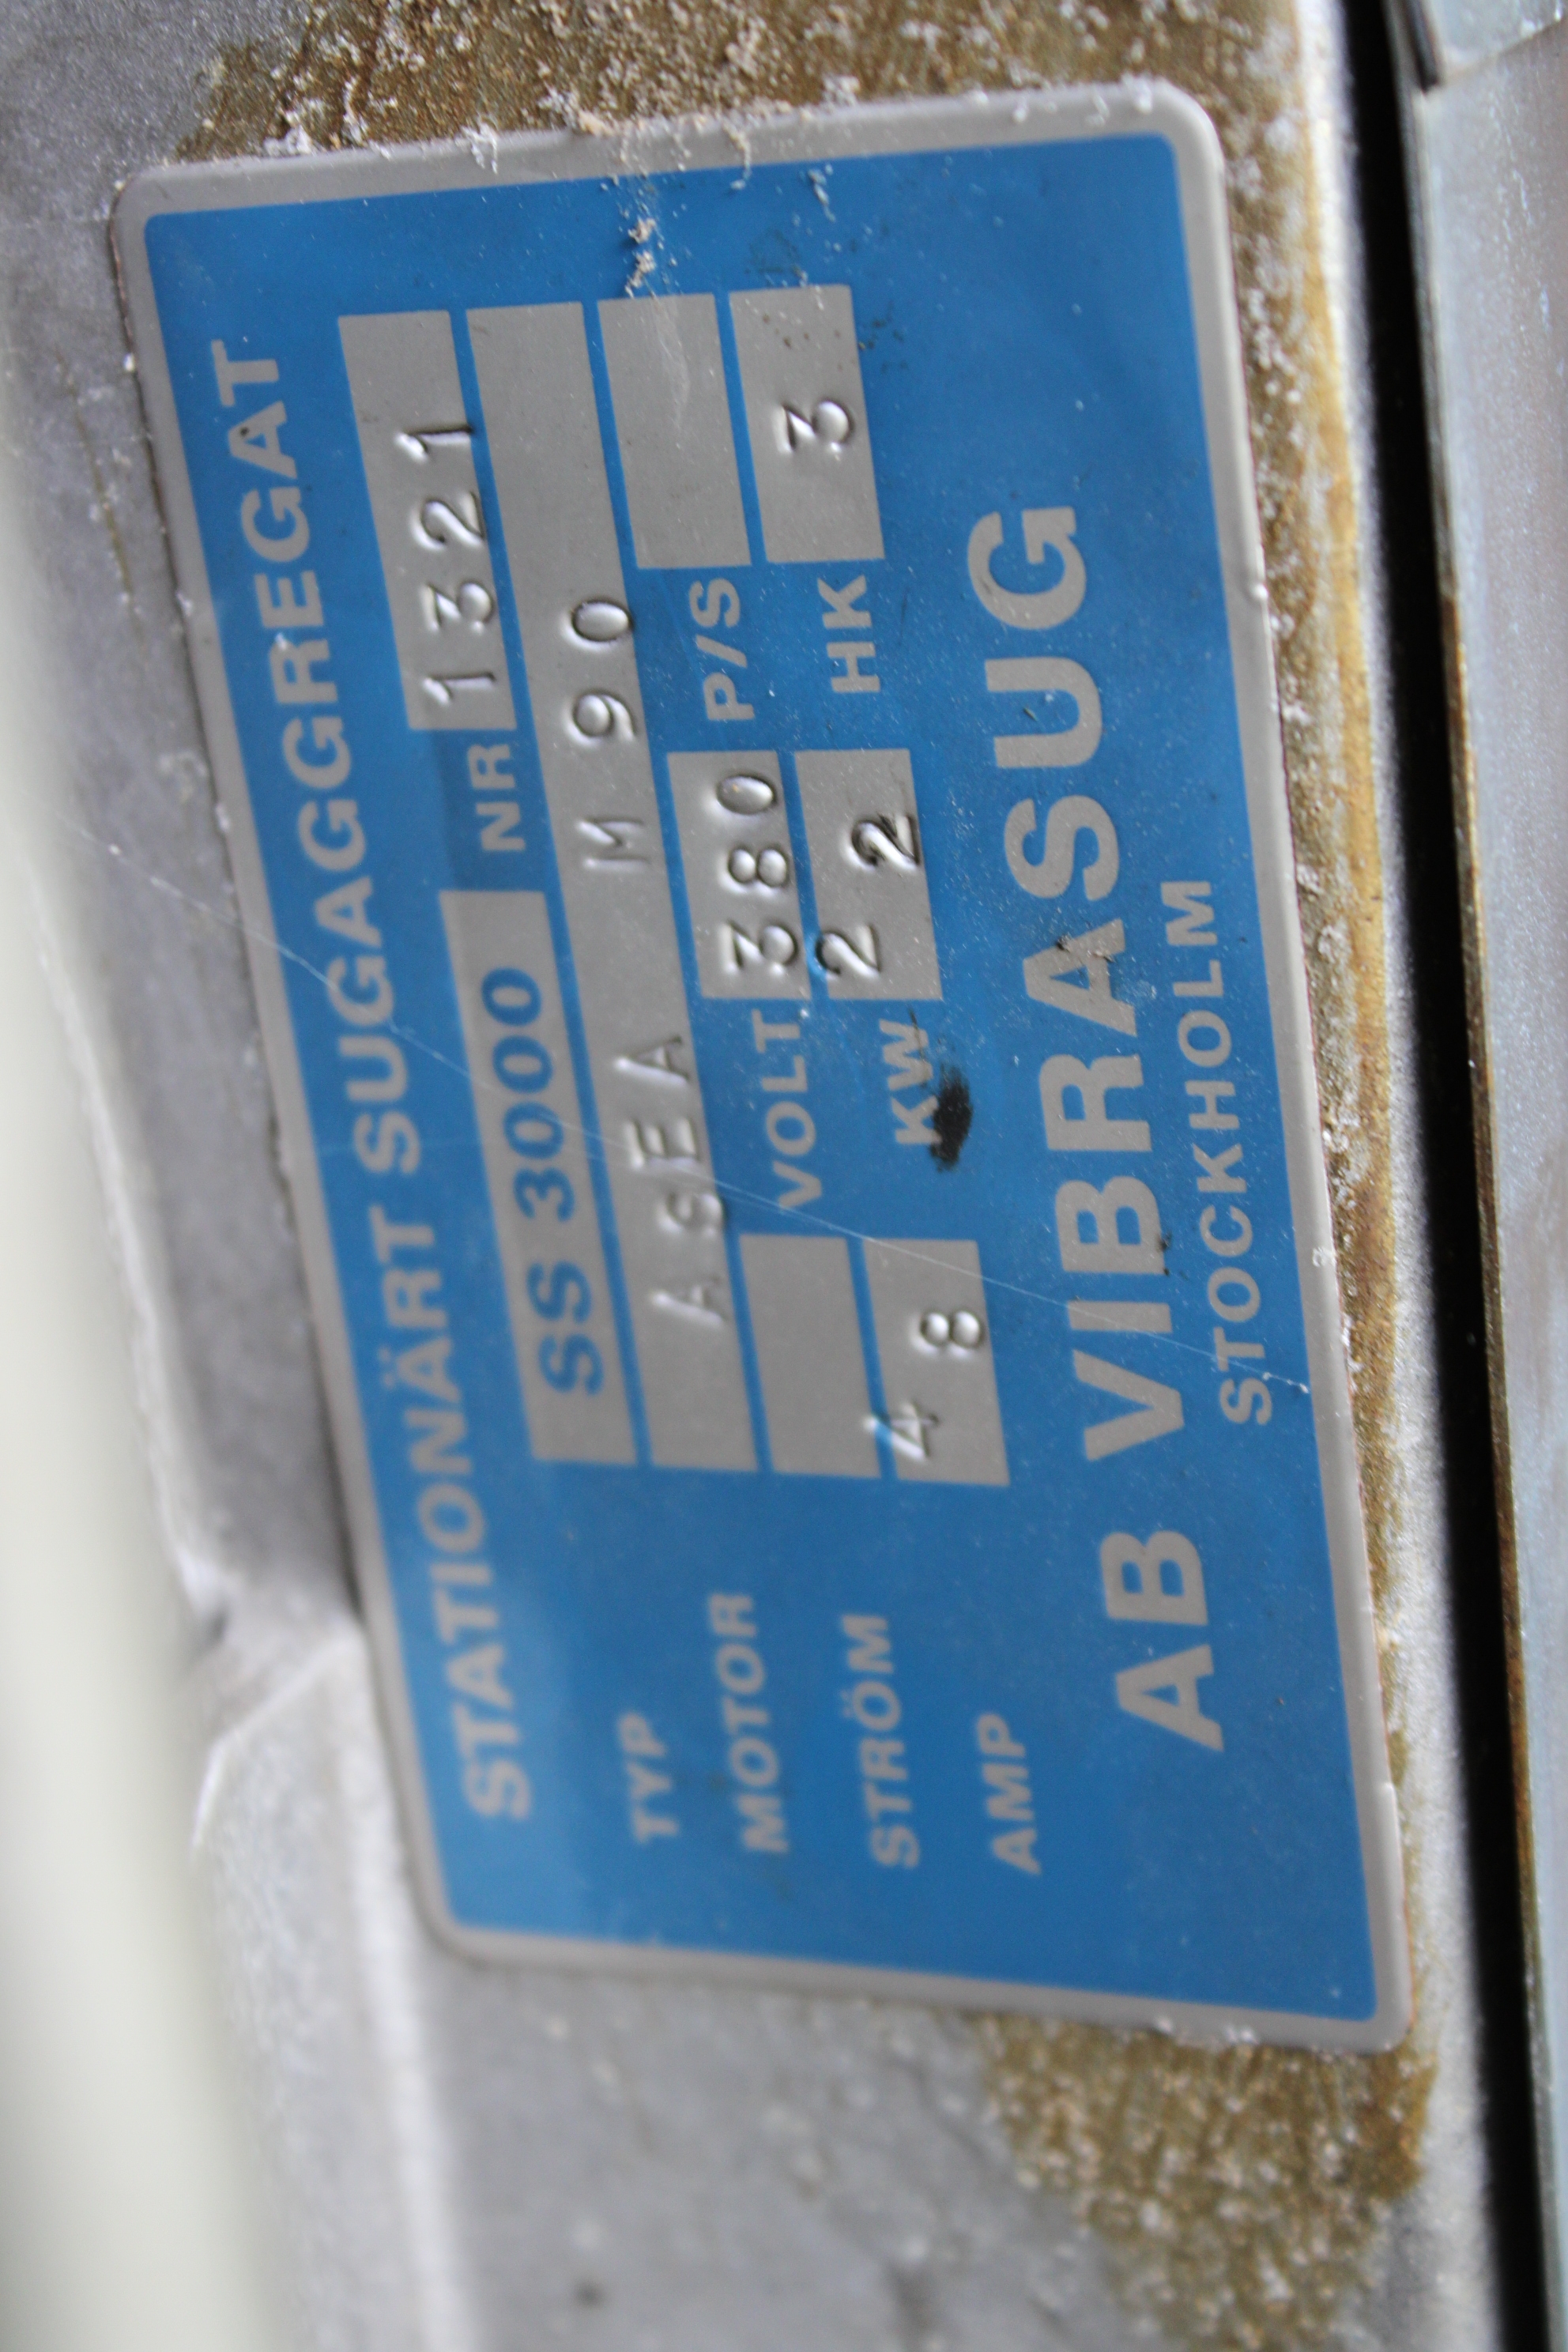 STATIONÄRT SUGAGGREGAT
TYP SS 3000 NR 1321
MOTOR ASEA M 90
STRÖM VOLT 380 P/S
AMP 4 8 KW 2 2 HK 3
AB VIBRASUG
STOCKHOLM